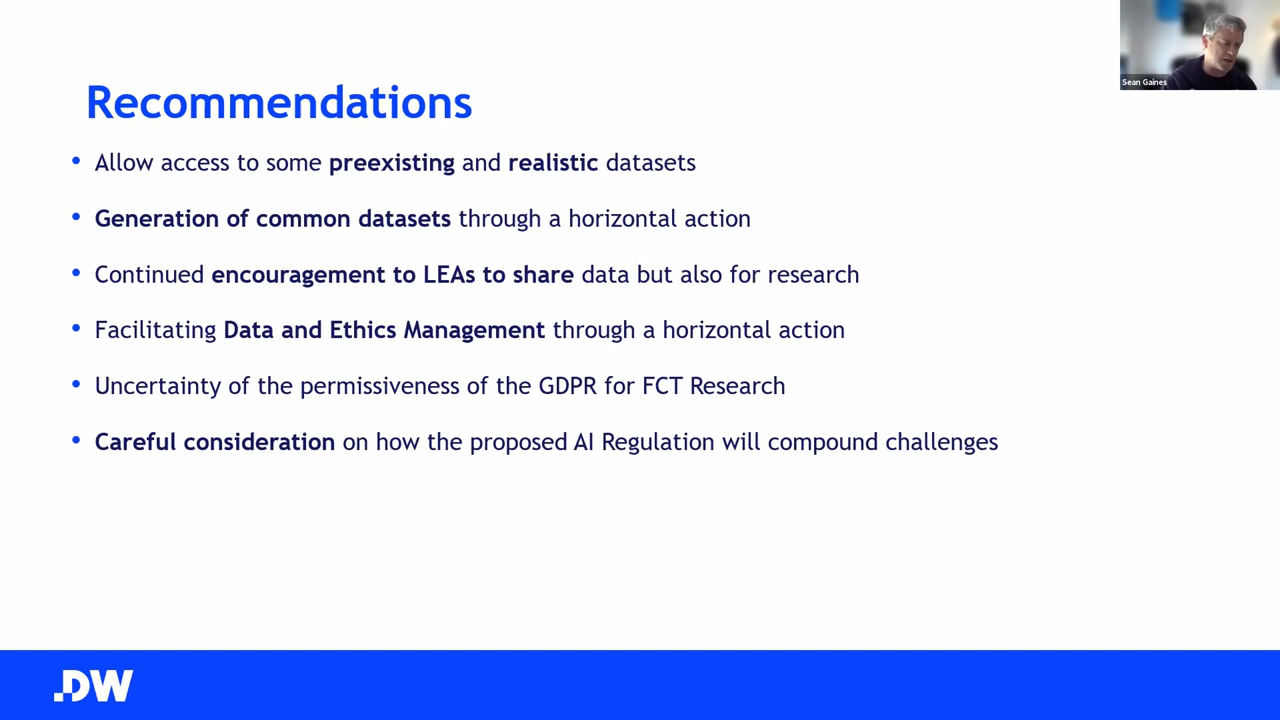 Sean Gaines
Recommendations
• Allow access to some preexisting and realistic datasets
• Generation of common datasets through a horizontal action
• Continued encouragement to LEAs to share data but also for research
• Facilitating Data and Ethics Management through a horizontal action
• Uncertainty of the permissiveness of the GDPR for FCT Research
• Careful consideration on how the proposed AI Regulation will compound challenges
DW